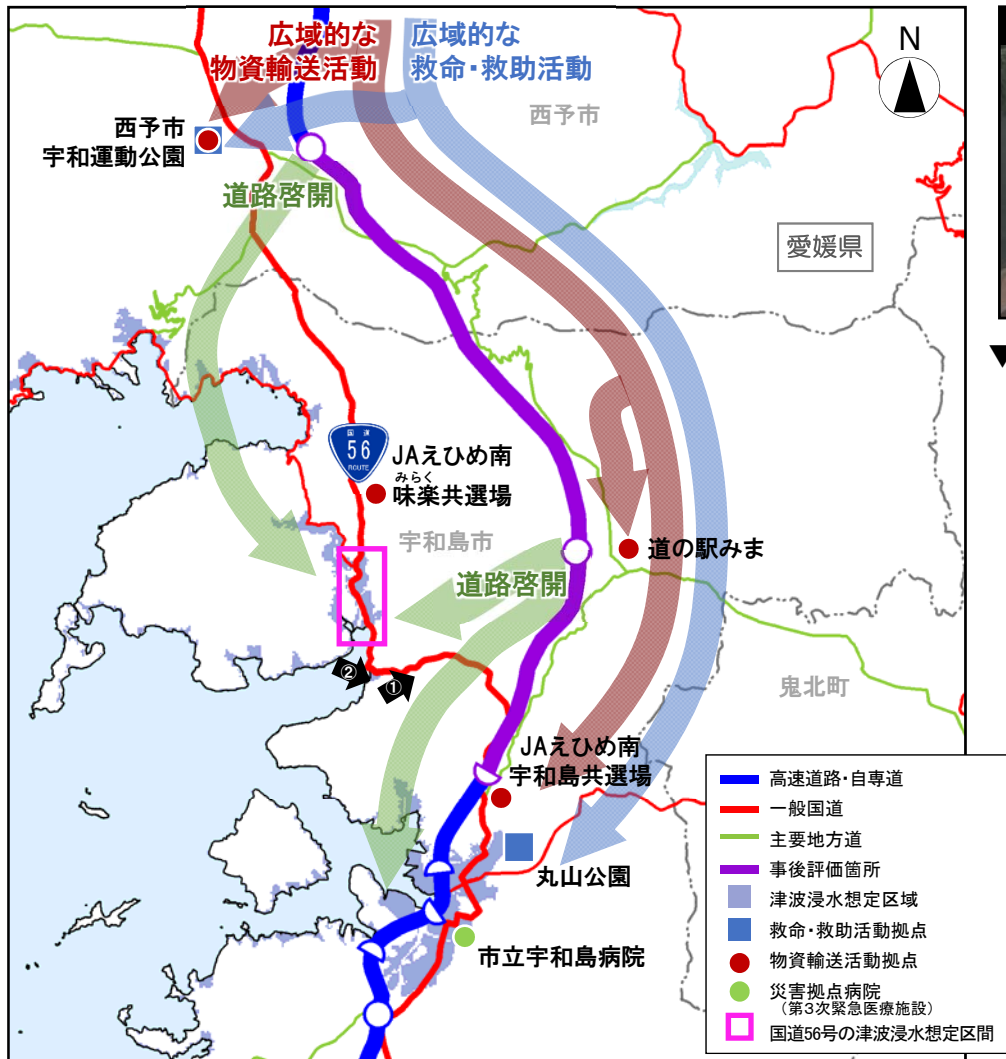 広域的な
物資輸送活動
広域的な
救命・救助活動
N
西予市
西予市
宇和運動公園
道路啓開
愛媛県
国道
56
ROUTE
JAえひめ南
みらく
味楽共選場
宇和島市
道の駅みま
道路啓開
②
①
鬼北町
JAえひめ南
宇和島共選場
丸山公園
市立宇和島病院
高速道路・自専道
一般国道
主要地方道
事後評価箇所
津波浸水想定区域
救命・救助活動拠点
物資輸送活動拠点
災害拠点病院
（第3次緊急医療施設）
国道56号の津波浸水想定区間